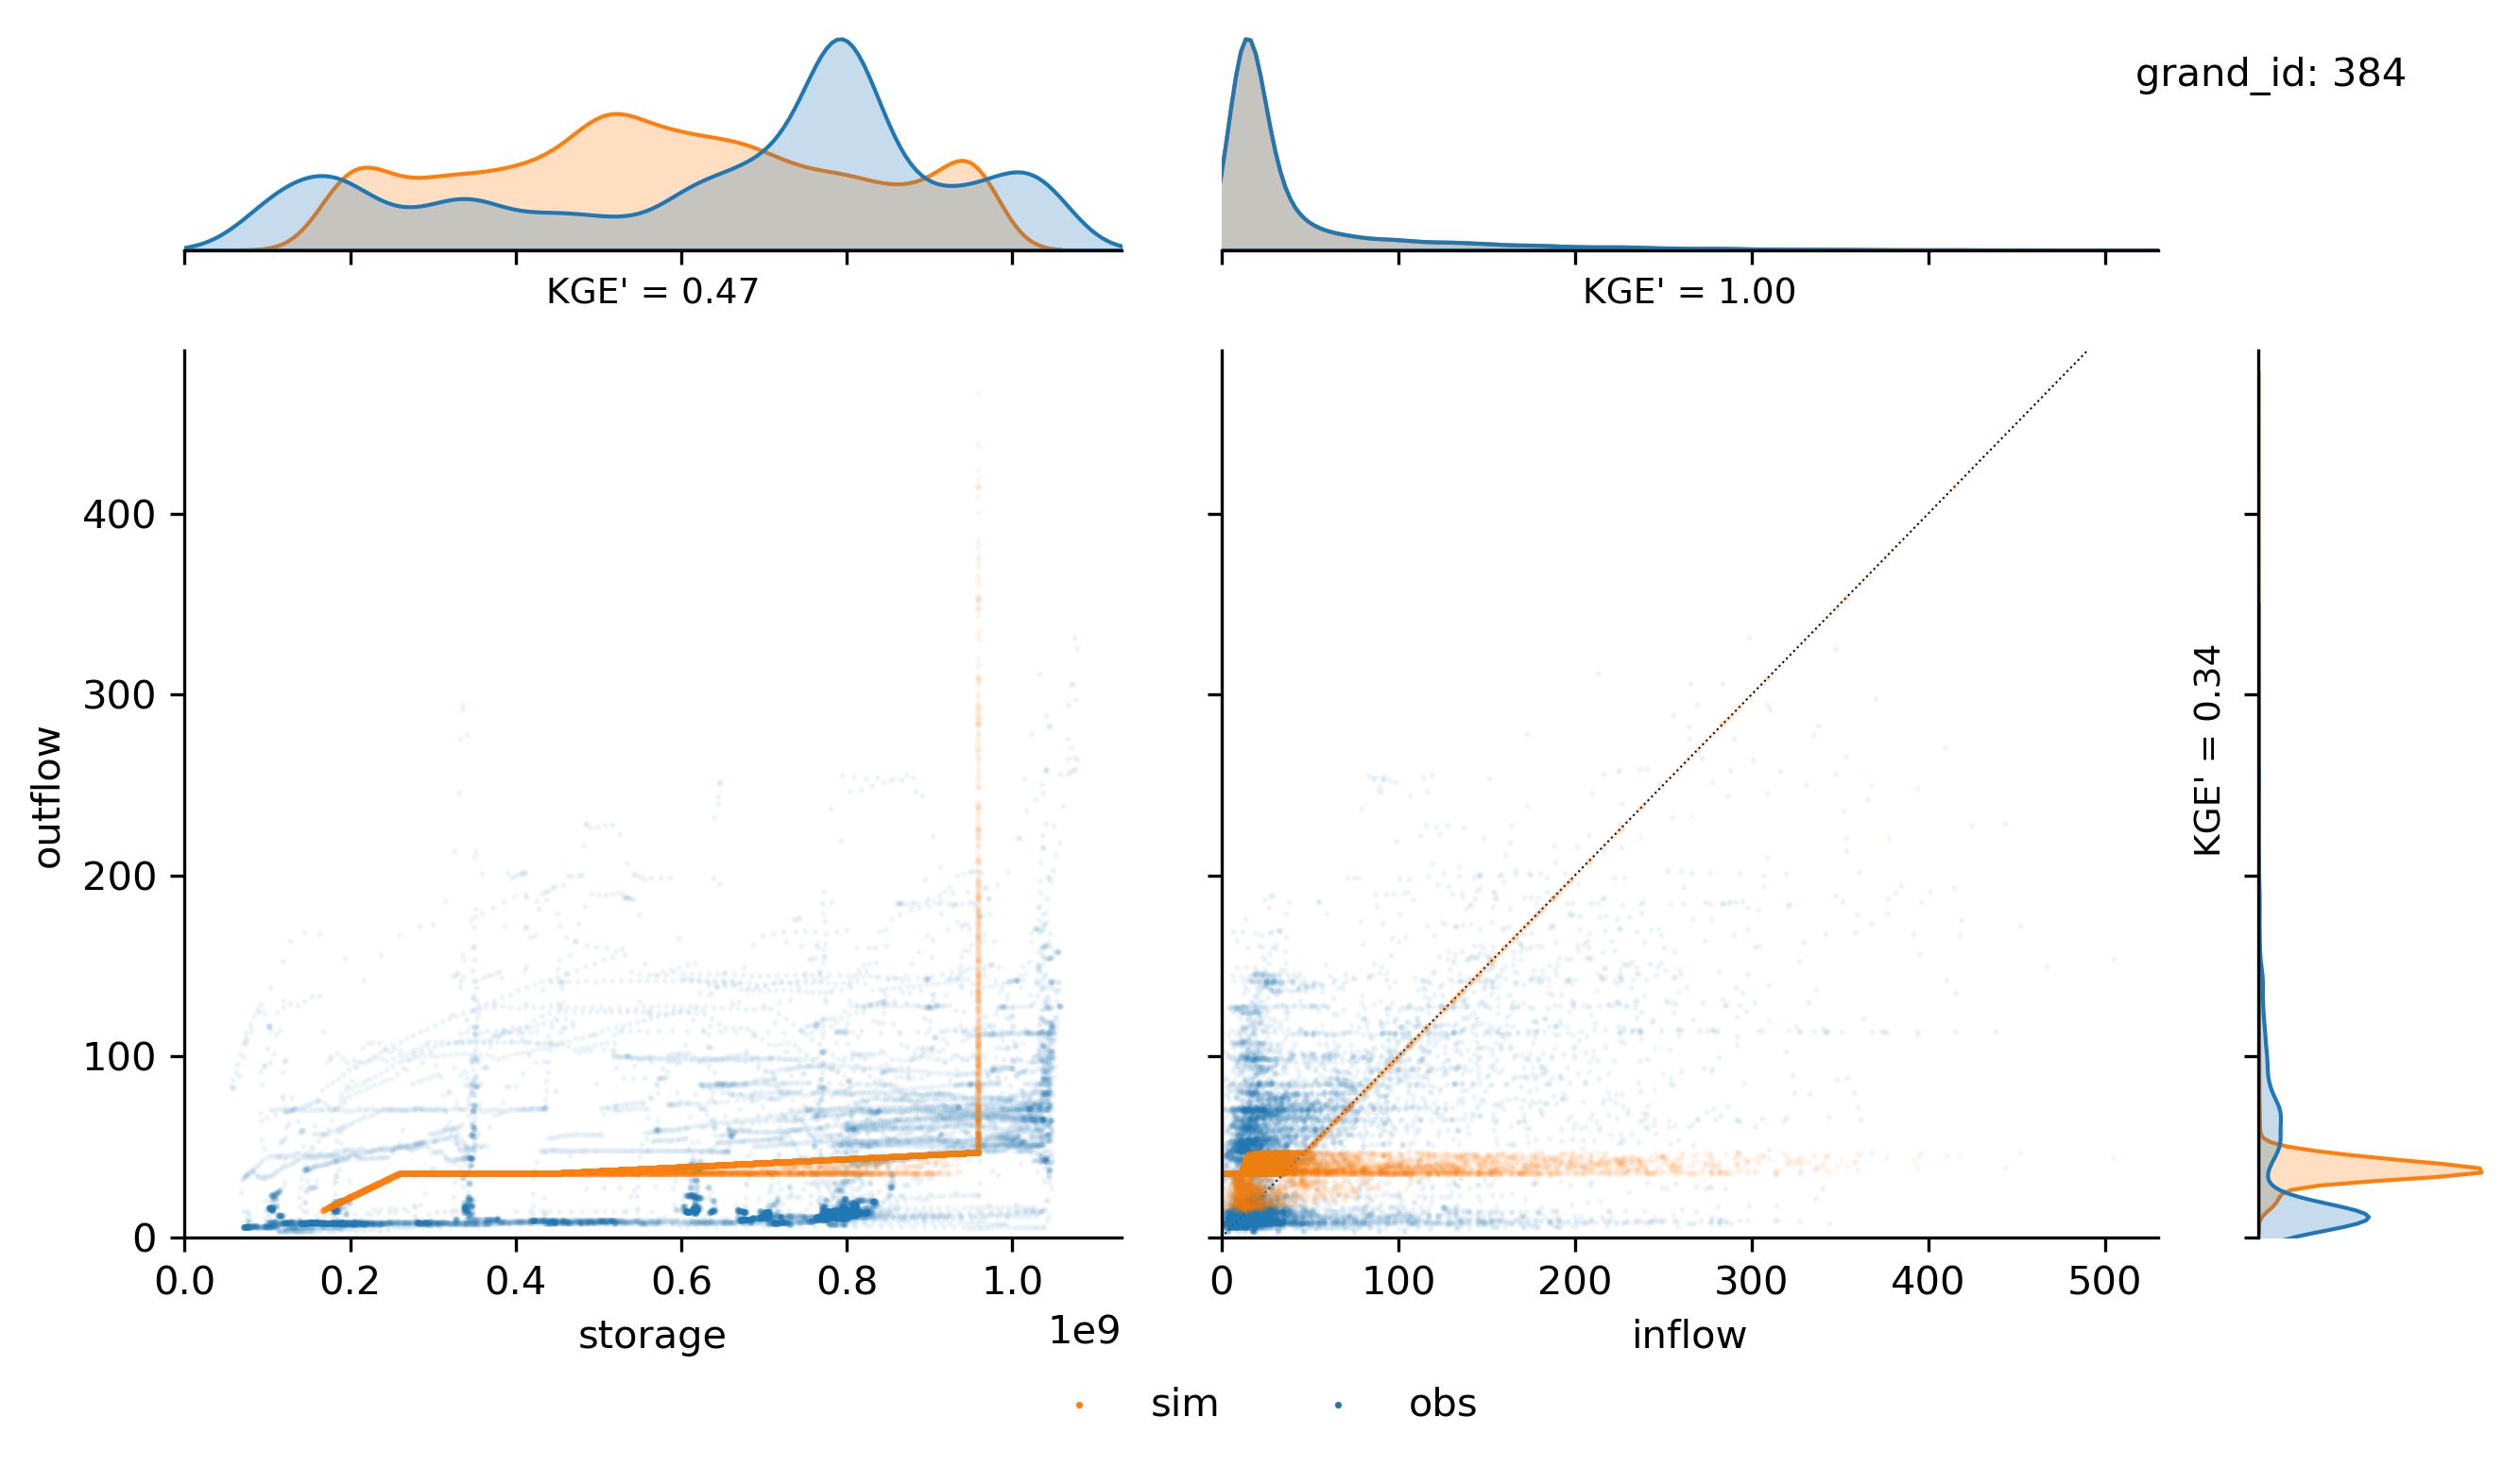 grand_id: 384
KGE' = 0.47
KGE' = 1.00
outflow
400
300
200
100
0
KGE' = 0.34
0.0 0.2 0.4 0.6 0.8 1.0
0 100 200 300 400 500
storage
1e9
inflow
sim obs